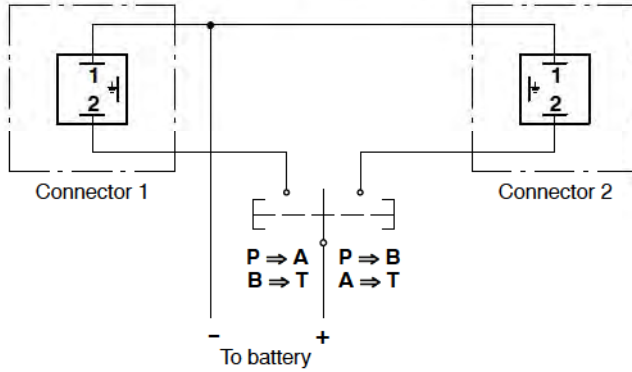 1
2
1
2
Connector 1
Connector 2
P ⇒ A
B ⇒ T
P ⇒ B
A ⇒ T
− +
To battery